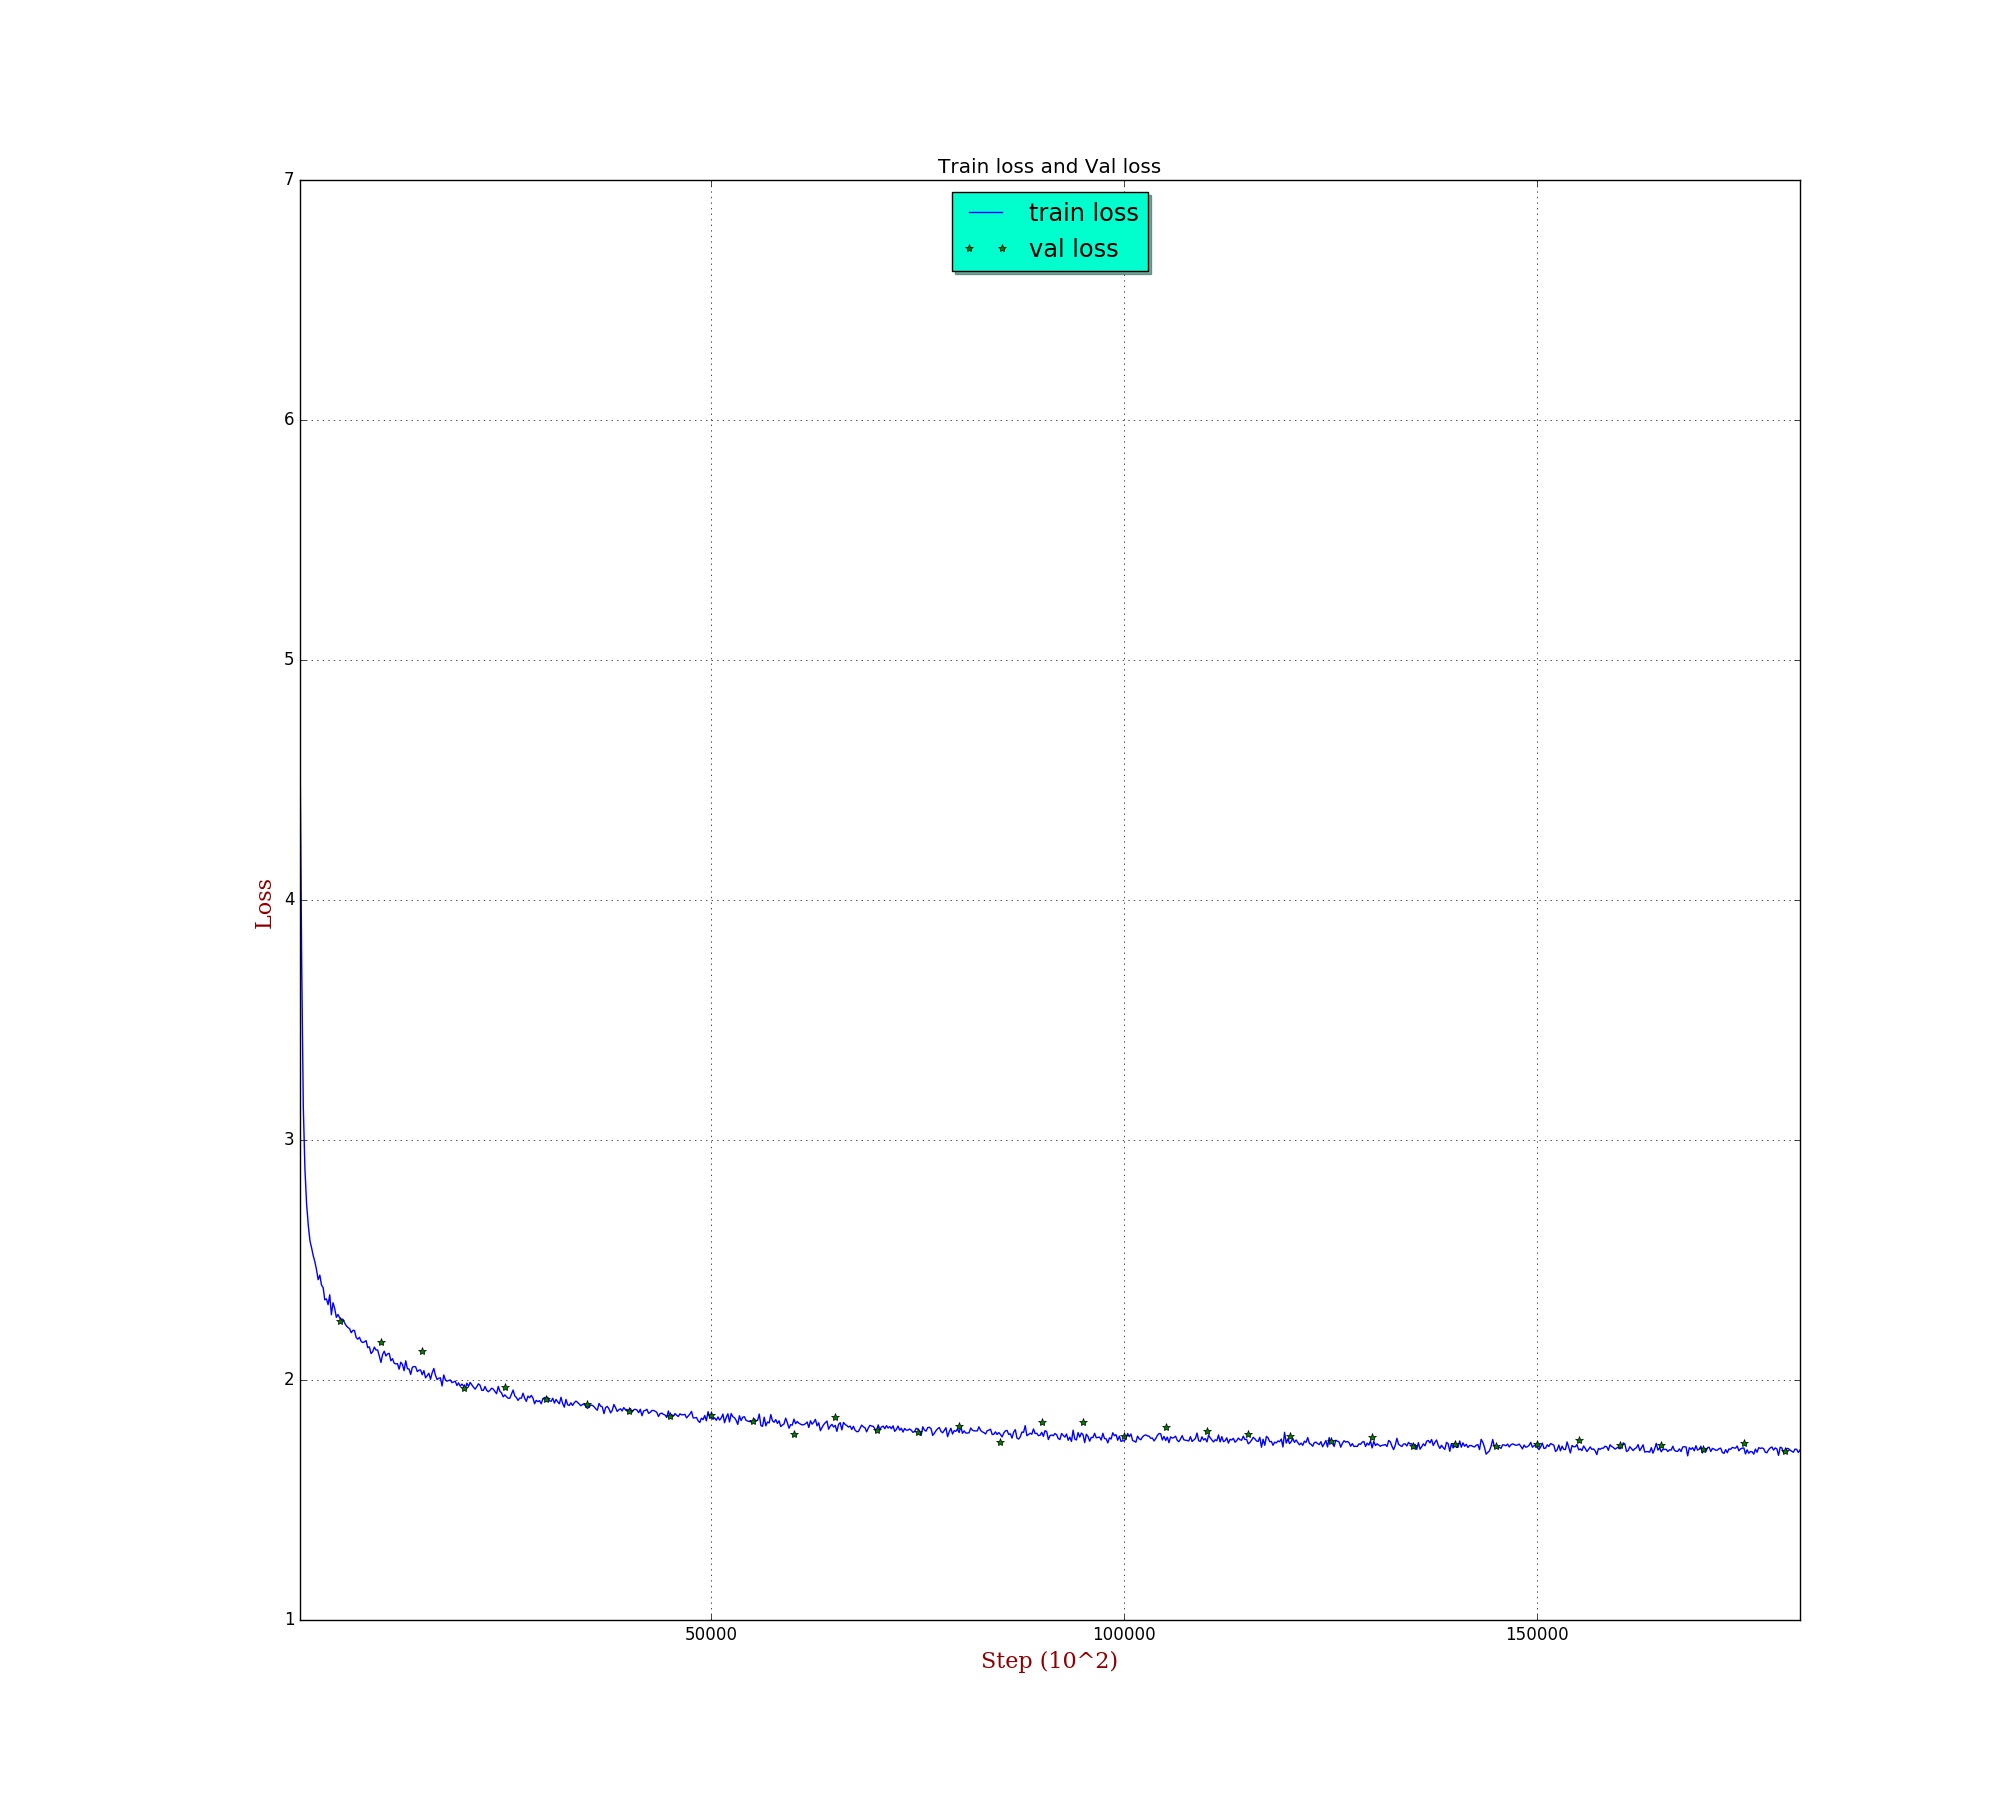 Train loss and Val loss
train loss
val loss
7
6
5
4
3
2
1
Loss
50000
100000
150000
Step (10^2)